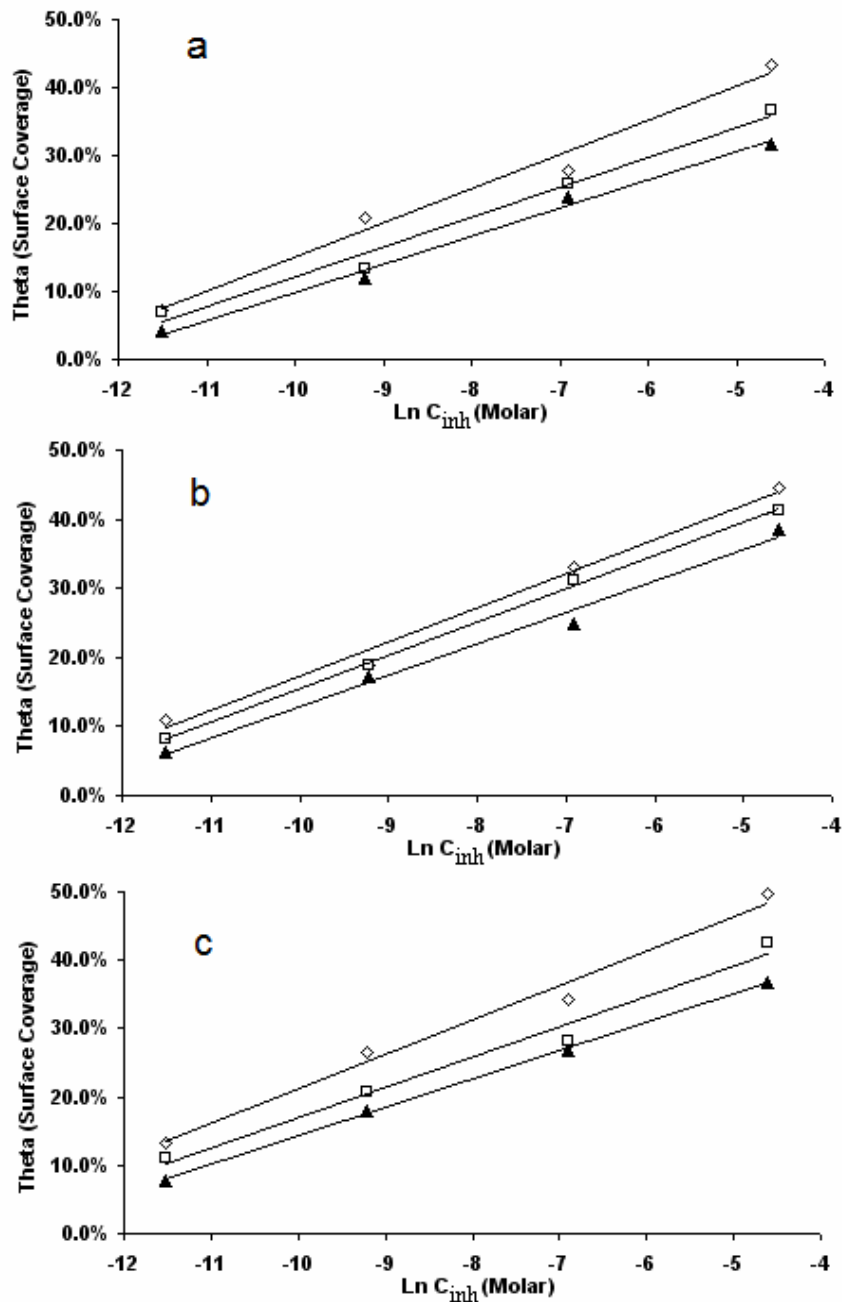 a
50.0%
40.0%
30.0%
20.0%
10.0%
0.0%
Theta (Surface Coverage)
-12 -11 -10 -9 -8 -7 -6 -5 -4
Ln Cinh (Molar)
b
50.0%
40.0%
30.0%
20.0%
10.0%
0.0%
Theta (Surface Coverage)
-12 -11 -10 -9 -8 -7 -6 -5 -4
Ln Cinh (Molar)
c
50.0%
40.0%
30.0%
20.0%
10.0%
0.0%
Theta (Surface Coverage)
-12 -11 -10 -9 -8 -7 -6 -5 -4
Ln Cinh (Molar)